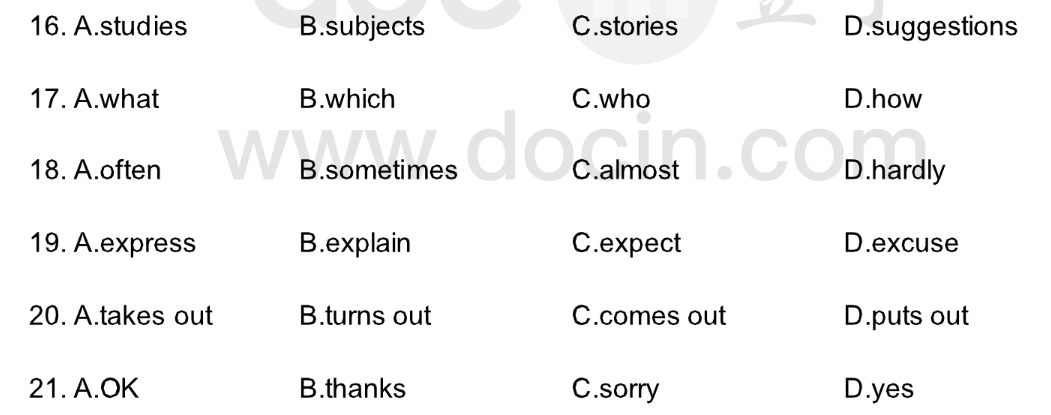 16. A.studies B.subjects C.stories D.suggestions
17. A.what B.which C.who D.how
www.docin.com
18. A.often B.sometimes C.almost D.hardly
19. A.express B.explain C.expect D.excuse
20. A.takes out B.turns out C.comes out D.puts out
21. A.OK B.thanks C.sorry D.yes